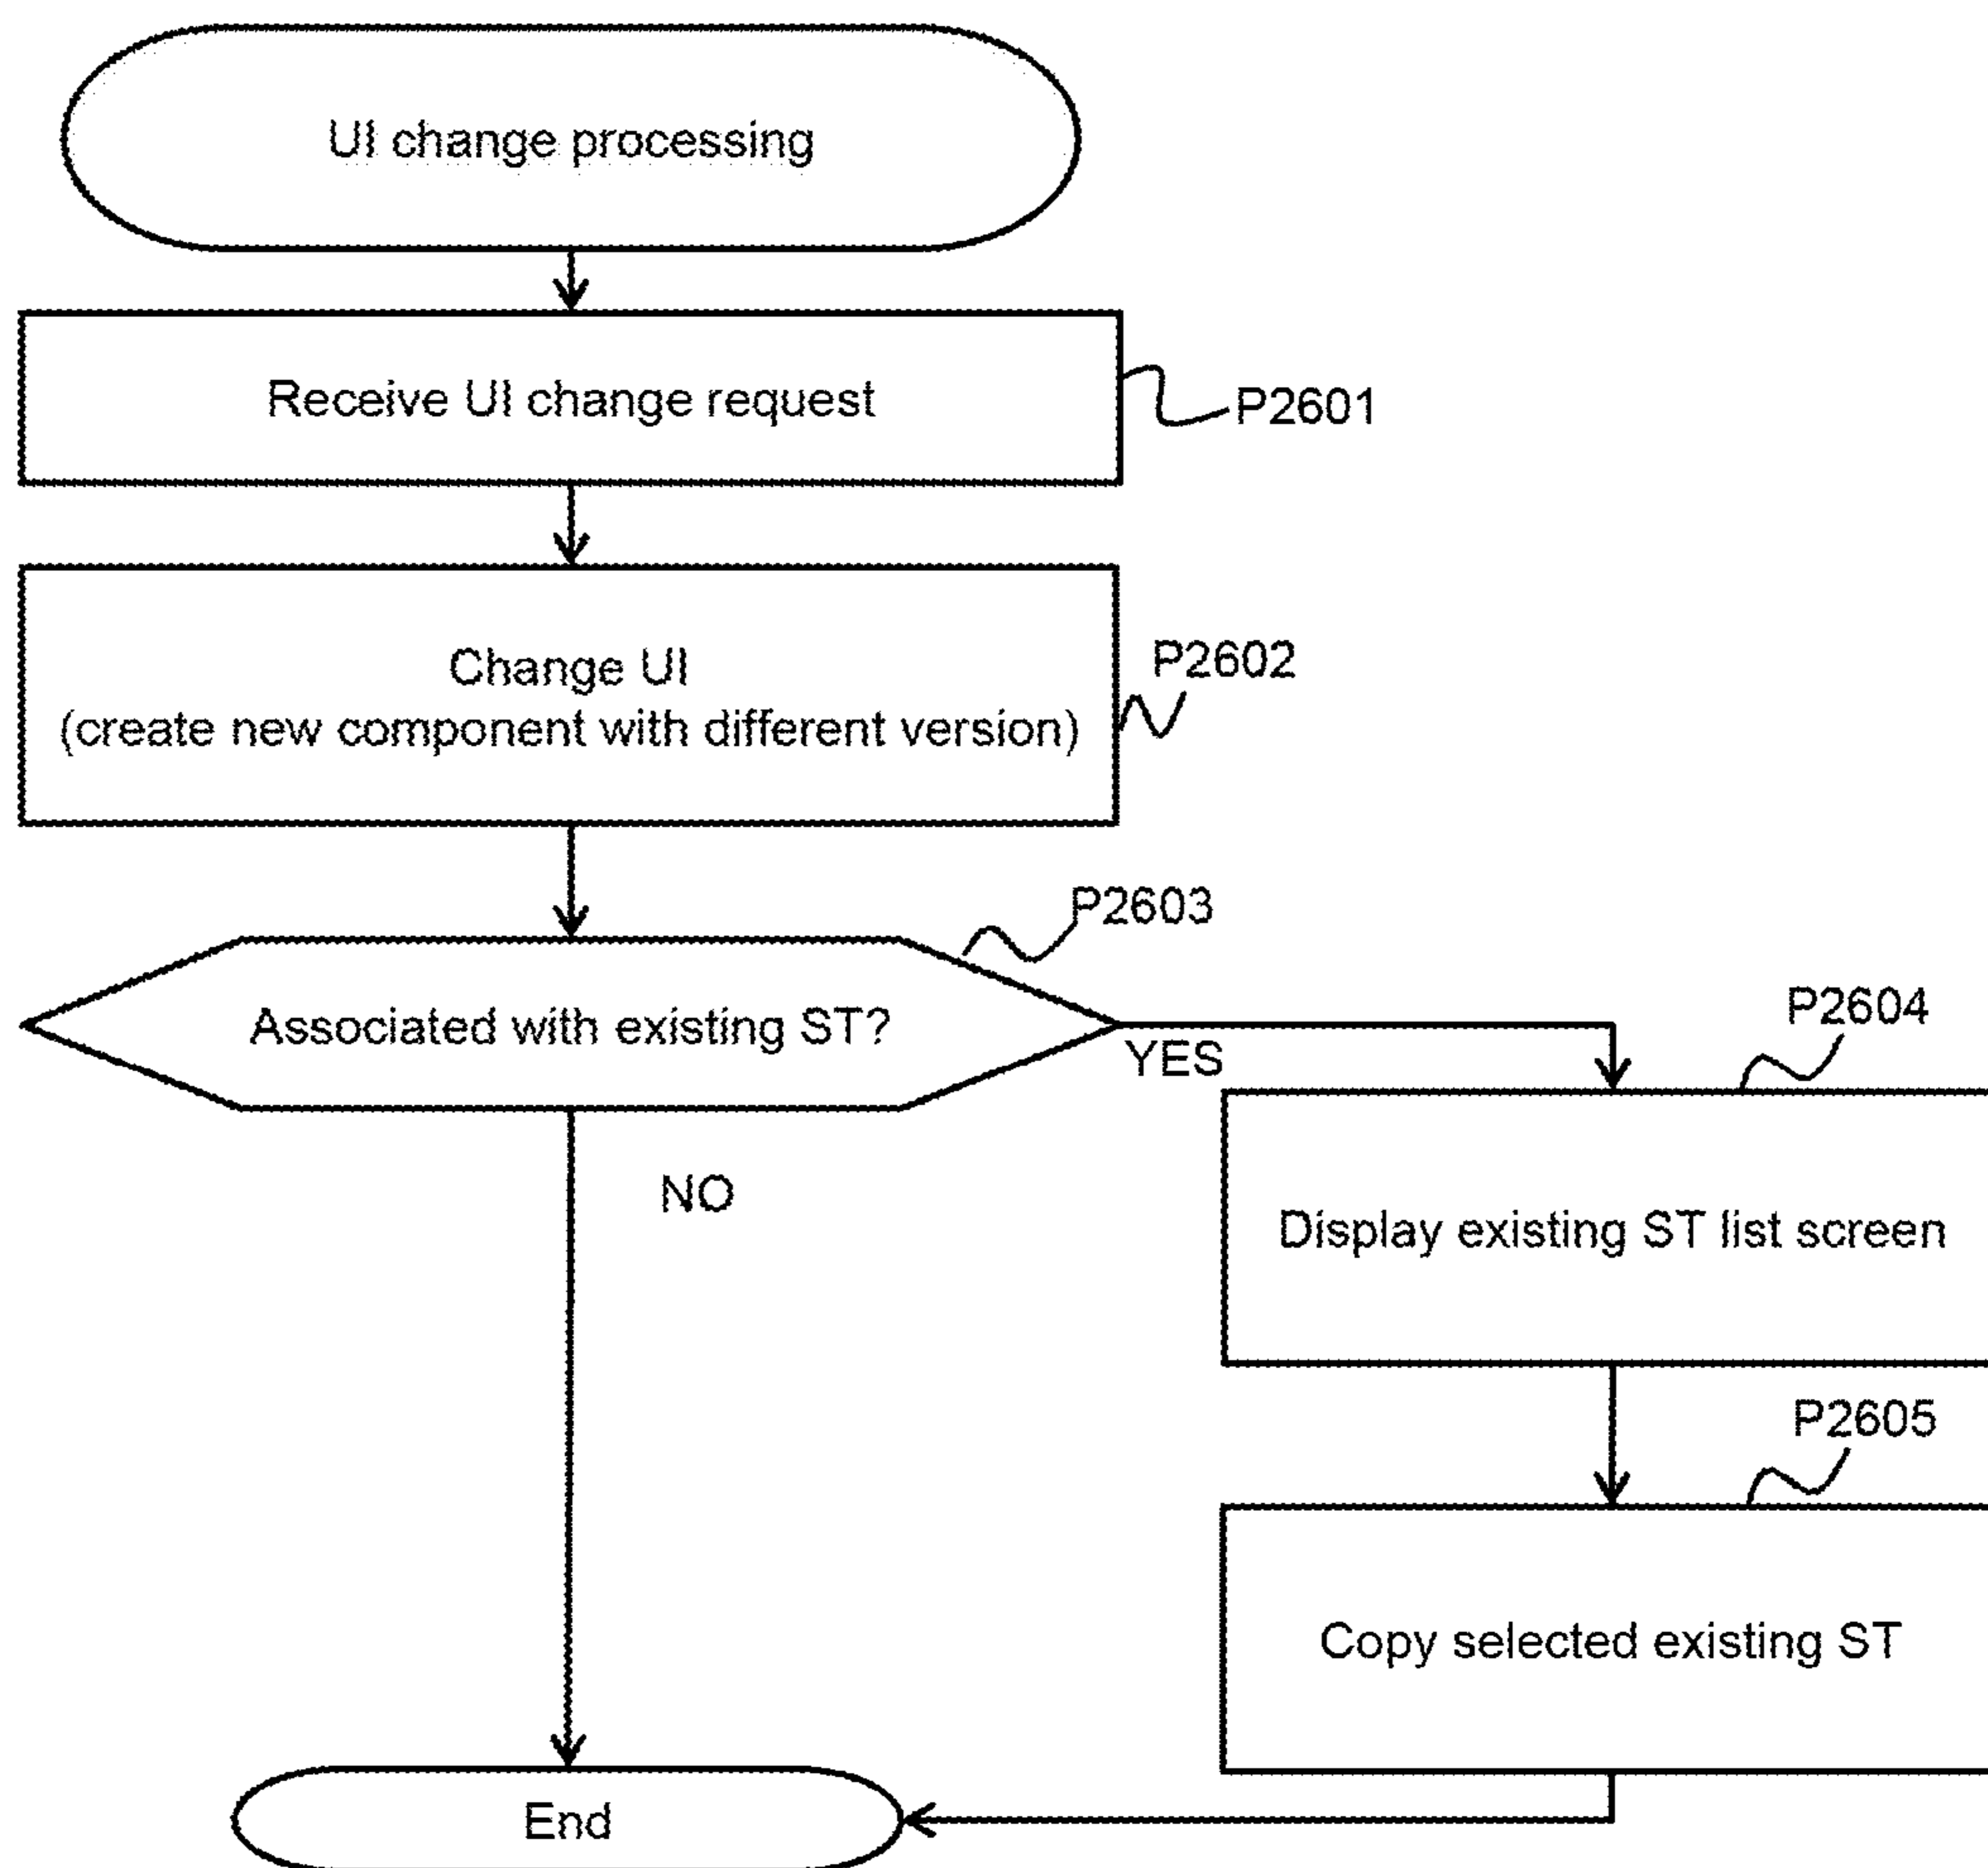 UI change processing
Receive UI change request
P2601
Change UI
(create new component with different version)
P2602
Associated with existing ST?
P2603
YES
NO
P2604
Display existing ST list screen
P2605
Copy selected existing ST
End